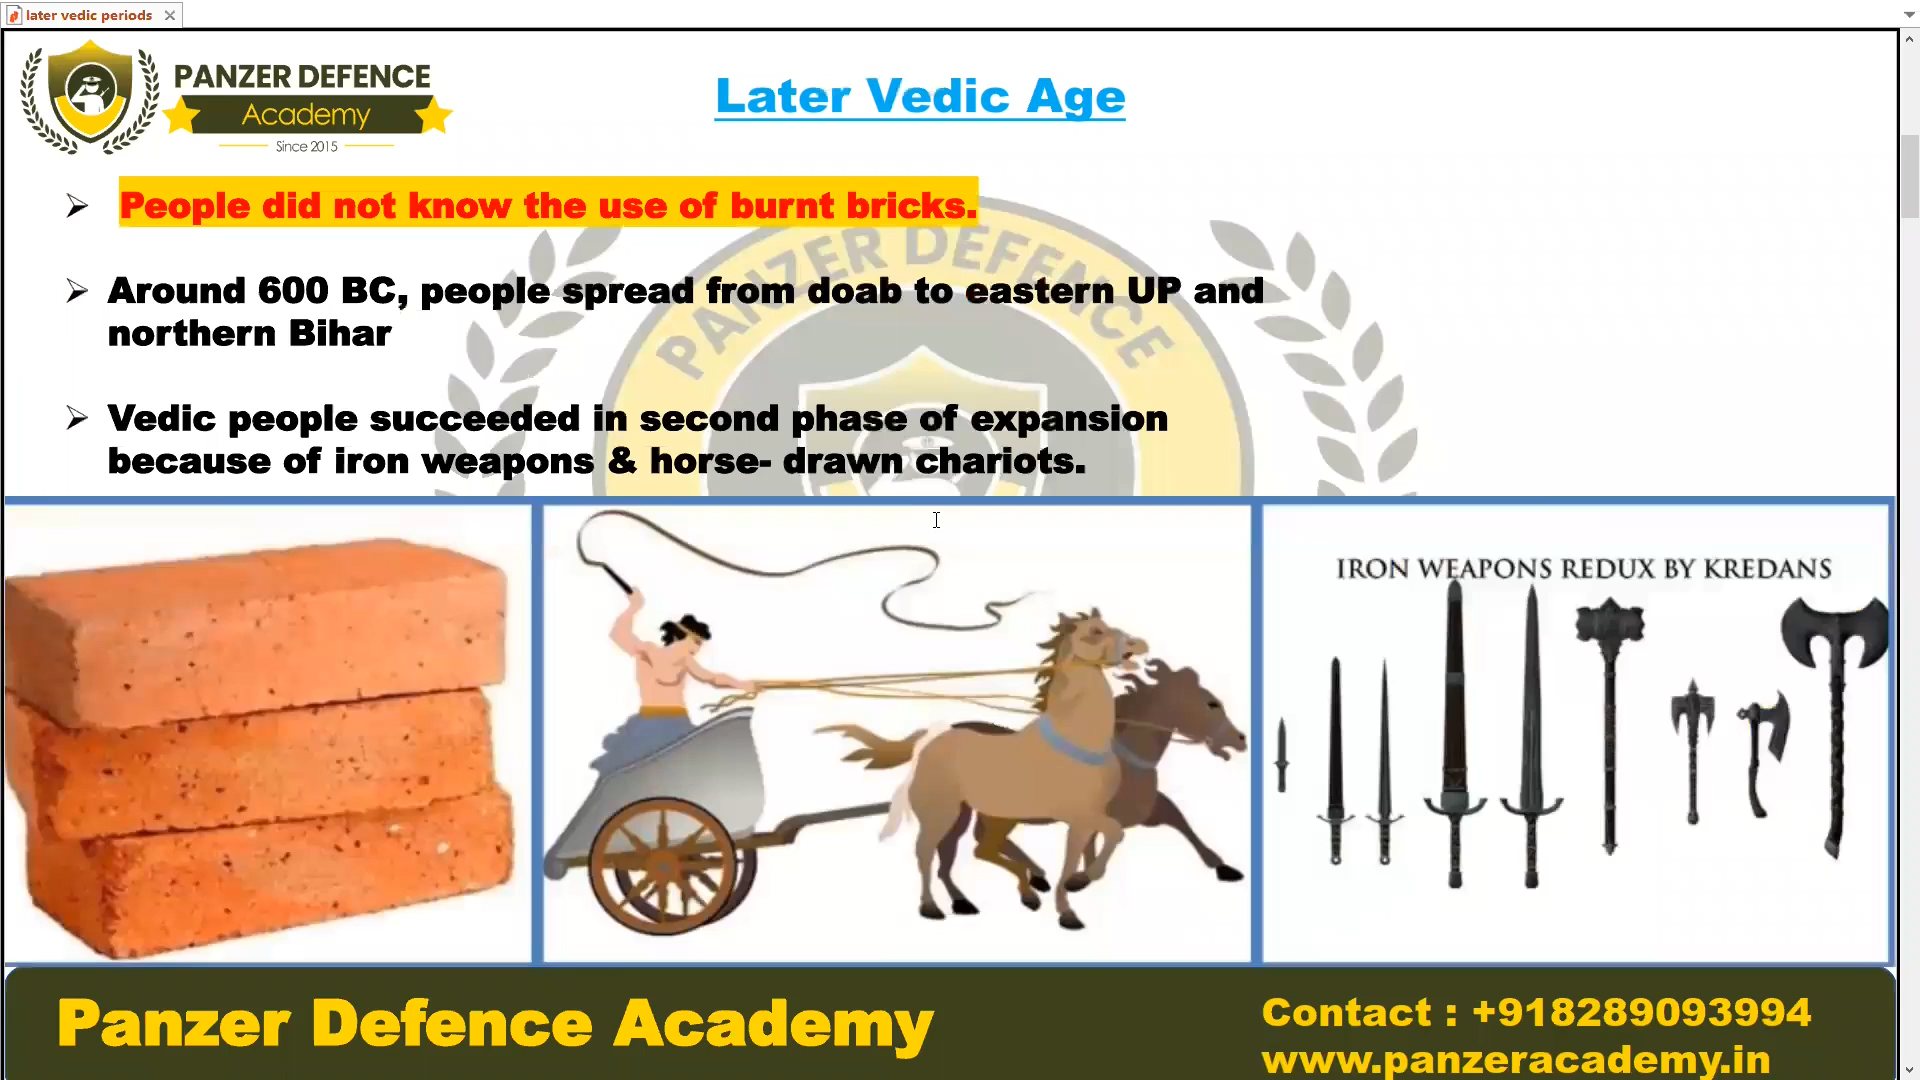 later vedic periods
PANZER DEFENCE
Academy
Since 2015
Later Vedic Age
People did not know the use of burnt bricks.
Around 600 BC, people spread from doab to eastern UP and
northern Bihar
Vedic people succeeded in second phase of expansion
because of iron weapons & horse- drawn chariots.
PANZER DEFENCE
IRON WEAPONS REDUX BY KREDANS
Panzer Defence Academy
Contact : +918289093994
www.panzeracademy.in